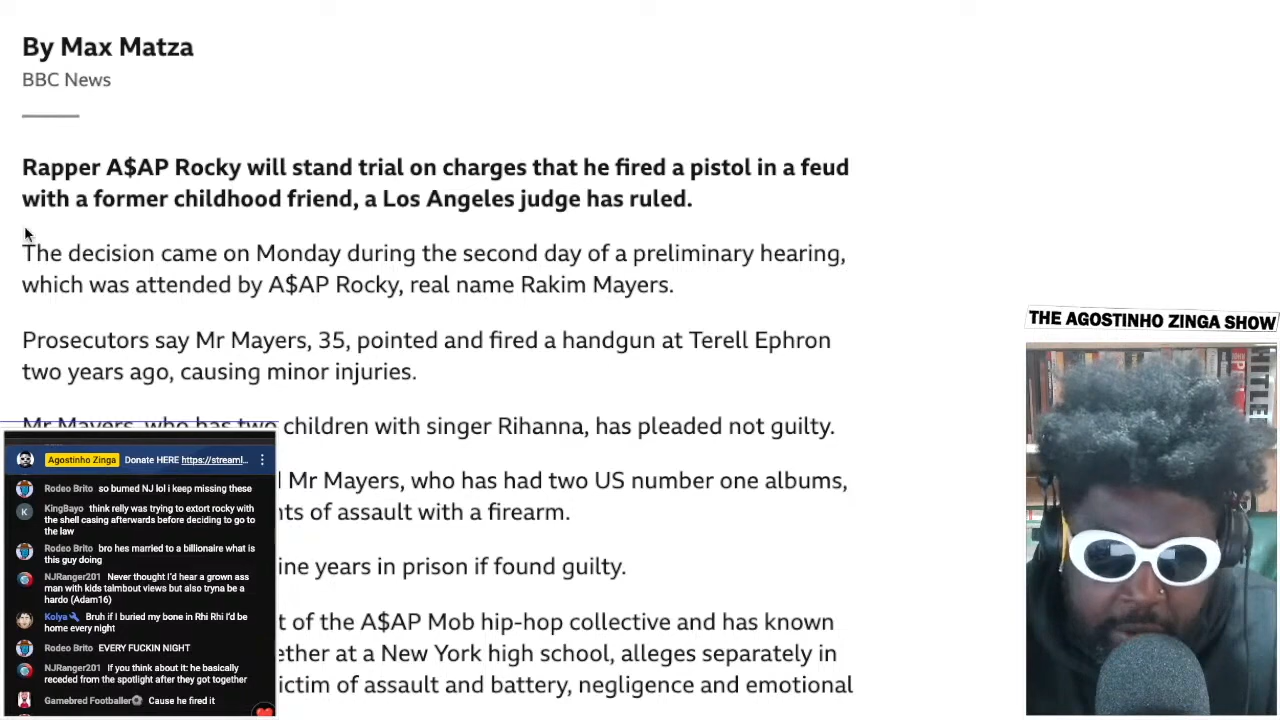 By Max Matza
BBC News
Rapper A$AP Rocky will stand trial on charges that he fired a pistol in a feud
with a former childhood friend, a Los Angeles judge has ruled.
The decision came on Monday during the second day of a preliminary hearing,
which was attended by A$AP Rocky, real name Rakim Mayers.
Prosecutors say Mr Mayers, 35, pointed and fired a handgun at Terell Ephron
two years ago, causing minor injuries.
Mr Mayers, who has two children with singer Rihanna, has pleaded not guilty.
Mr Mayers, who has had two US number one albums,
of assault with a firearm.
years in prison if found guilty.
of the A$AP Mob hip-hop collective and has known
at a New York high school, alleges separately in
of assault and battery, negligence and emotional
Agostinho Zinga Donate HERE https://streaml...
Rodeo Brito so bumed NJ lol i keep missing these
KingBayo think relly was trying to extort rocky with
the shell casing afterwards before deciding to go to
the law
Rodeo Brito bro hes married to a billionaire what is
this guy doing
NJRanger201 Never thought I'd hear a grown ass
man with kids talmbout views but also tryna be a
hardo (Adam16)
Kolya Bruh if I buried my bone in Rhi Rhi I'd be
home every night
Rodeo Brito EVERY FUCKIN NIGHT
NJRanger201 If you think about it: he basically
receded from the spotlight after they got together
Gamebred Footballer Cause he fired it
THE AGOSTINHO ZINGA SHOW
HITLER